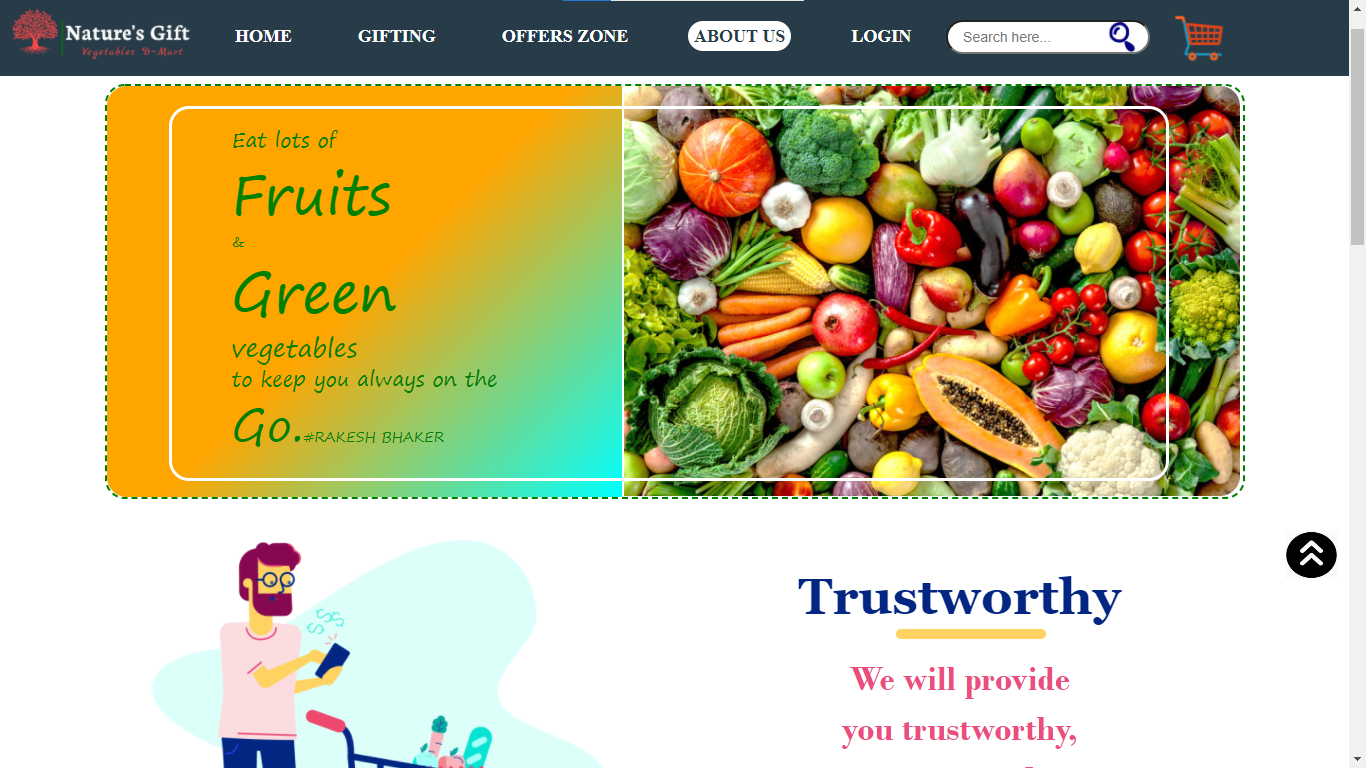 Nature's Gift
Vegetables D-Mart
HOME GIFTING OFFERS ZONE ABOUT US LOGIN Search here...
Eat lots of
Fruits
&
Green
vegetables
to keep you always on the
Go.#RAKESH BHAKER
Trustworthy
We will provide
you trustworthy,